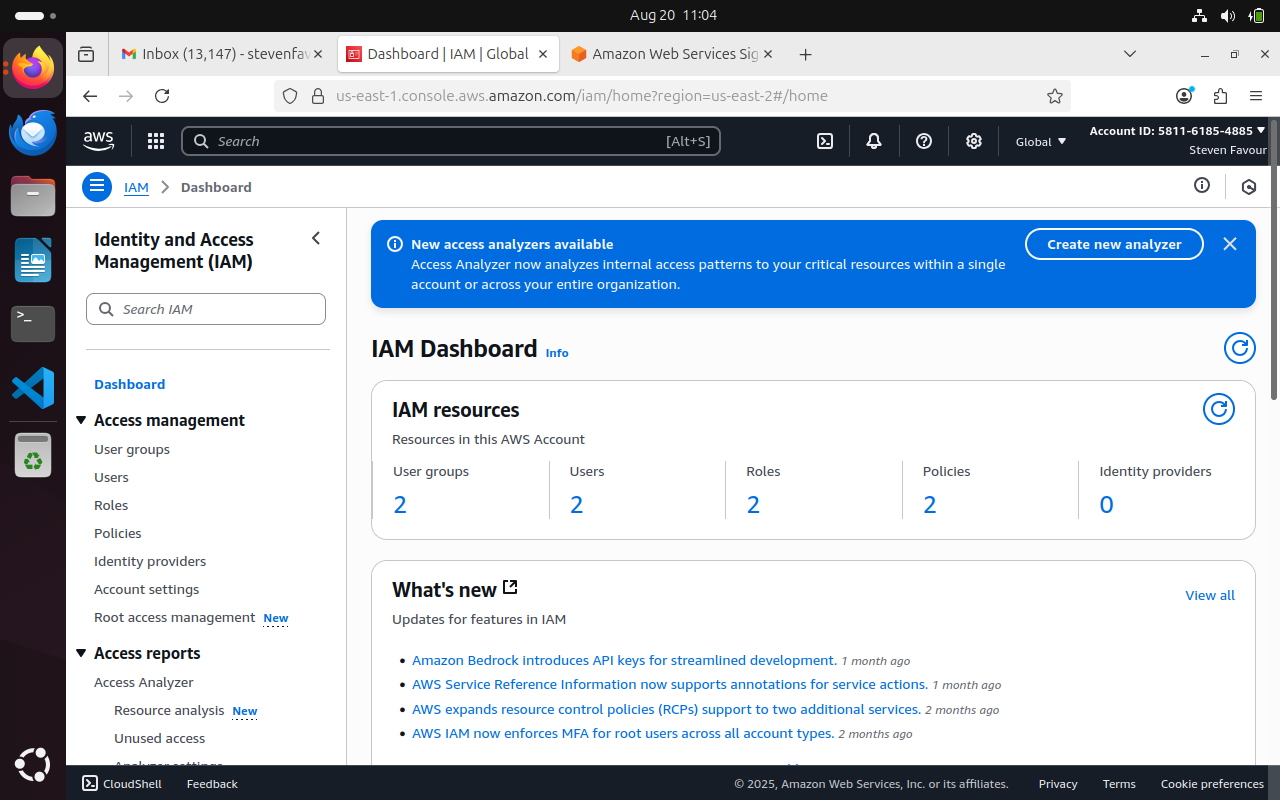 Aug 20 11:04
Inbox (13,147) - stevenfav
Dashboard | IAM | Global
Amazon Web Services Sig
us-east-1.console.aws.amazon.com/iam/home?region=us-east-2#/home
aws
Search
[Alt+S]
Global
Account ID: 5811-6185-4885
Steven Favour
IAM
Dashboard
Identity and Access
Management (IAM)
Search IAM
Dashboard
Access management
User groups
Users
Roles
Policies
Identity providers
Account settings
Root access management New
Access reports
Access Analyzer
Resource analysis New
Unused access
Analyzer settings
New access analyzers available
Access Analyzer now analyzes internal access patterns to your critical resources within a single
account or across your entire organization.
Create new analyzer
IAM Dashboard Info
IAM resources
Resources in this AWS Account
User groups
2
Users
2
Roles
2
Policies
2
Identity providers
0
What's new
View all
Updates for features in IAM
Amazon Bedrock introduces API keys for streamlined development. 1 month ago
AWS Service Reference Information now supports annotations for service actions. 1 month ago
AWS expands resource control policies (RCPs) support to two additional services. 2 months ago
AWS IAM now enforces MFA for root users across all account types. 2 months ago
CloudShell
Feedback
© 2025, Amazon Web Services, Inc. or its affiliates.
Privacy
Terms
Cookie preferences